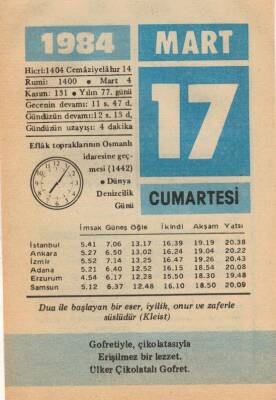 1984
MART
17
CUMARTESİ
Hicri:1404 Cemâziyelâhır 14
Rumi: 1400 • Mart 4
Kasım: 131 • Yılın 77. günü
Gecenin devamı: 11 s. 47 d.
Gündüzün devamı:12 s. 13 d,
Gündüzün uzayışı: 4 dakika
Eflâk topraklarının Osmanlı
idaresine geç-
mesi (1442)
• Dünya
Denizcilik
Günü
İmsak Güneş Öğle İkindi Akşam Yatsı
İstanbul 5.41 7.06 13.17 16.39 19.19 20.38
Ankara 5.27 6.50 13.02 16.24 19.04 20.22
İzmir 5.52 7.14 13.25 16.47 19.26 20.43
Adana 5.21 6.40 12.52 16.15 18.54 20.08
Erzurum 4.54 6.17 12.28 15.50 18.30 19.48
Samsun 5.12 6.37 12.48 16.10 18.50 20.09
Dua ile başlayan bir eser, iyilik, onur ve zaferle
süslüdür (Kleist)
Gofretiyle, çikolatasıyla
Erişilmez bir lezzet.
Ülker Çikolatalı Gofret.